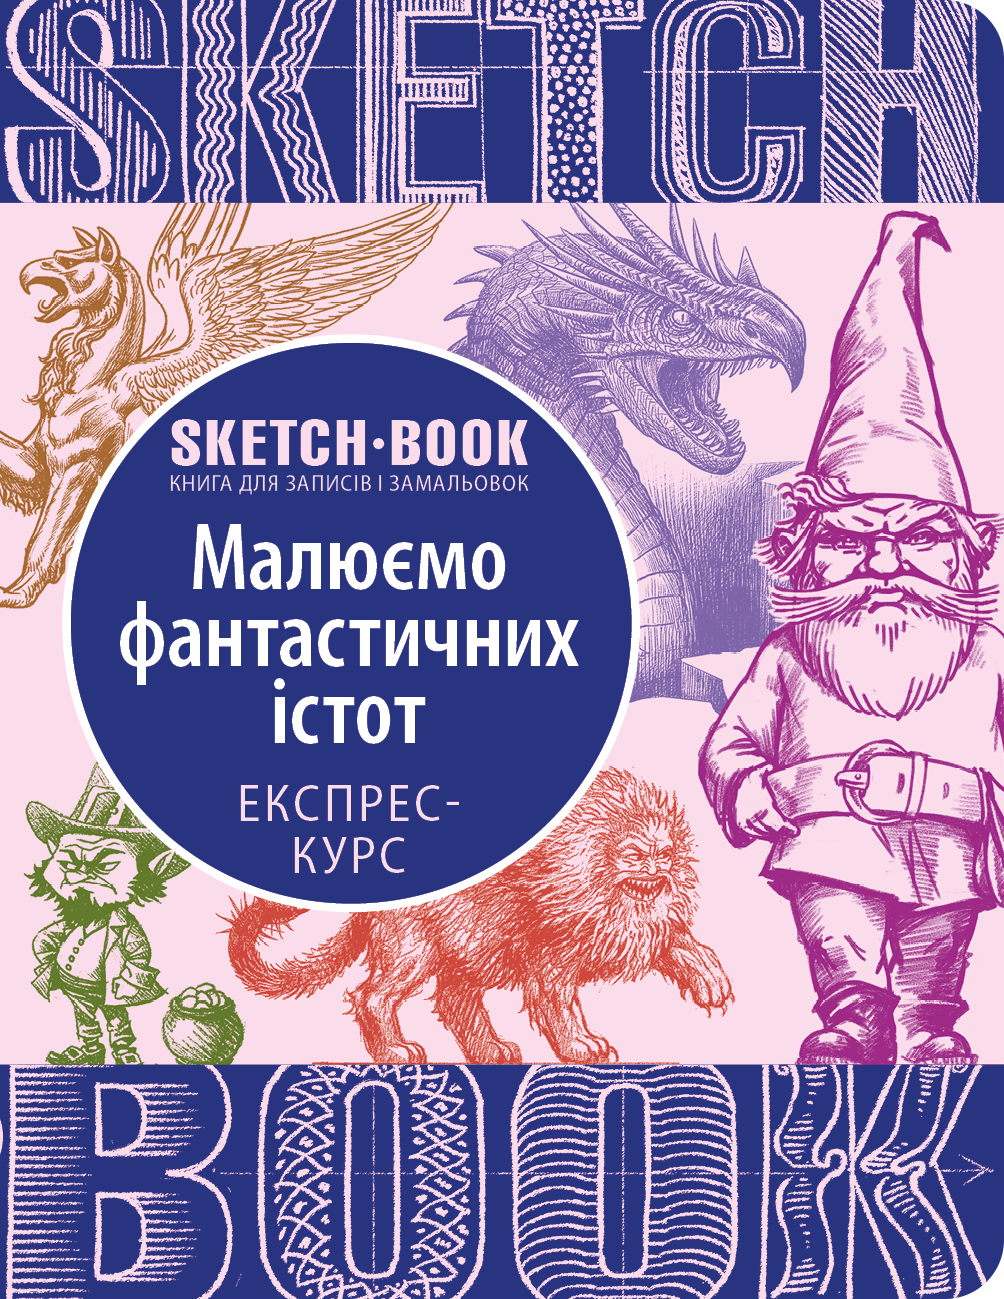 SKETCH
SKETCH·BOOK
КНИГА ДЛЯ ЗАПИСІВ І ЗАМАЛЬОВОК
Малюємо
фантастичних
істот
ЕКСПРЕС-
КУРС
BOOK